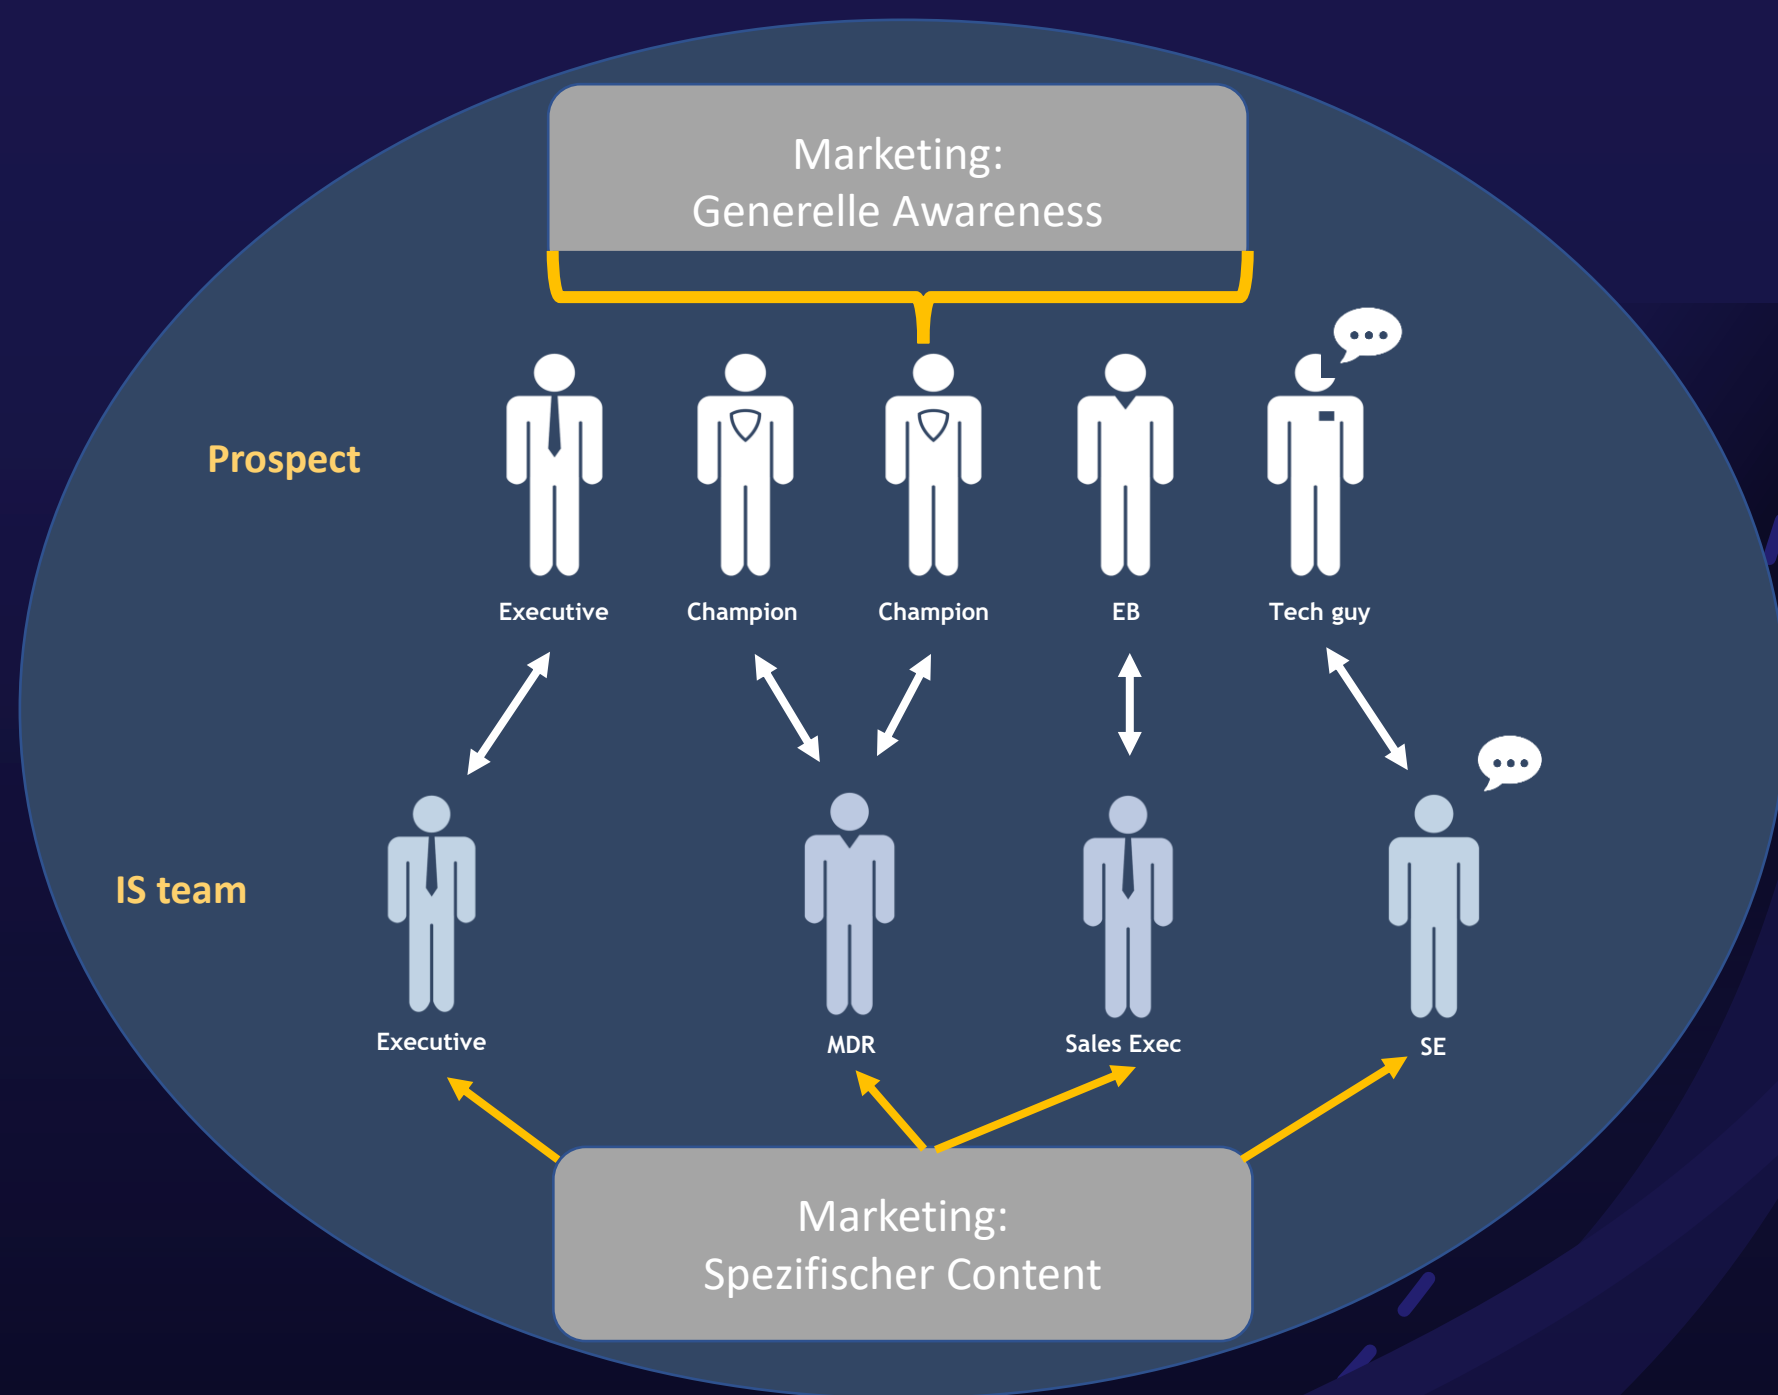 Marketing:
Generelle Awareness
Prospect
Executive
Champion
Champion
EB
Tech guy
IS team
Executive
MDR
Sales Exec
SE
Marketing:
Spezifischer Content